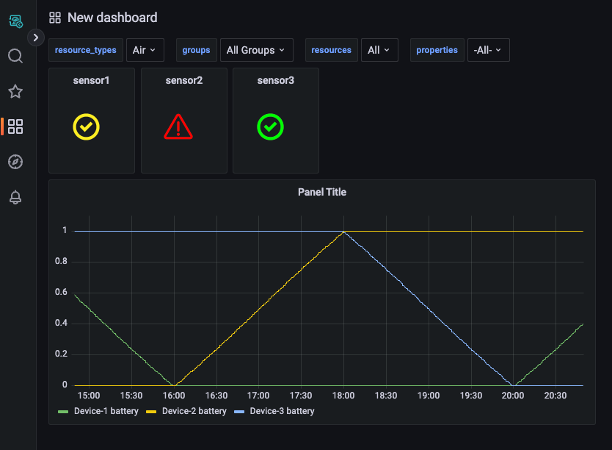 New dashboard
resource_types Air groups All Groups resources All properties -All-
sensor1 sensor2 sensor3
Panel Title
1
0.8
0.6
0.4
0.2
0
15:00 15:30 16:00 16:30 17:00 17:30 18:00 18:30 19:00 19:30 20:00 20:30
Device-1 battery Device-2 battery Device-3 battery